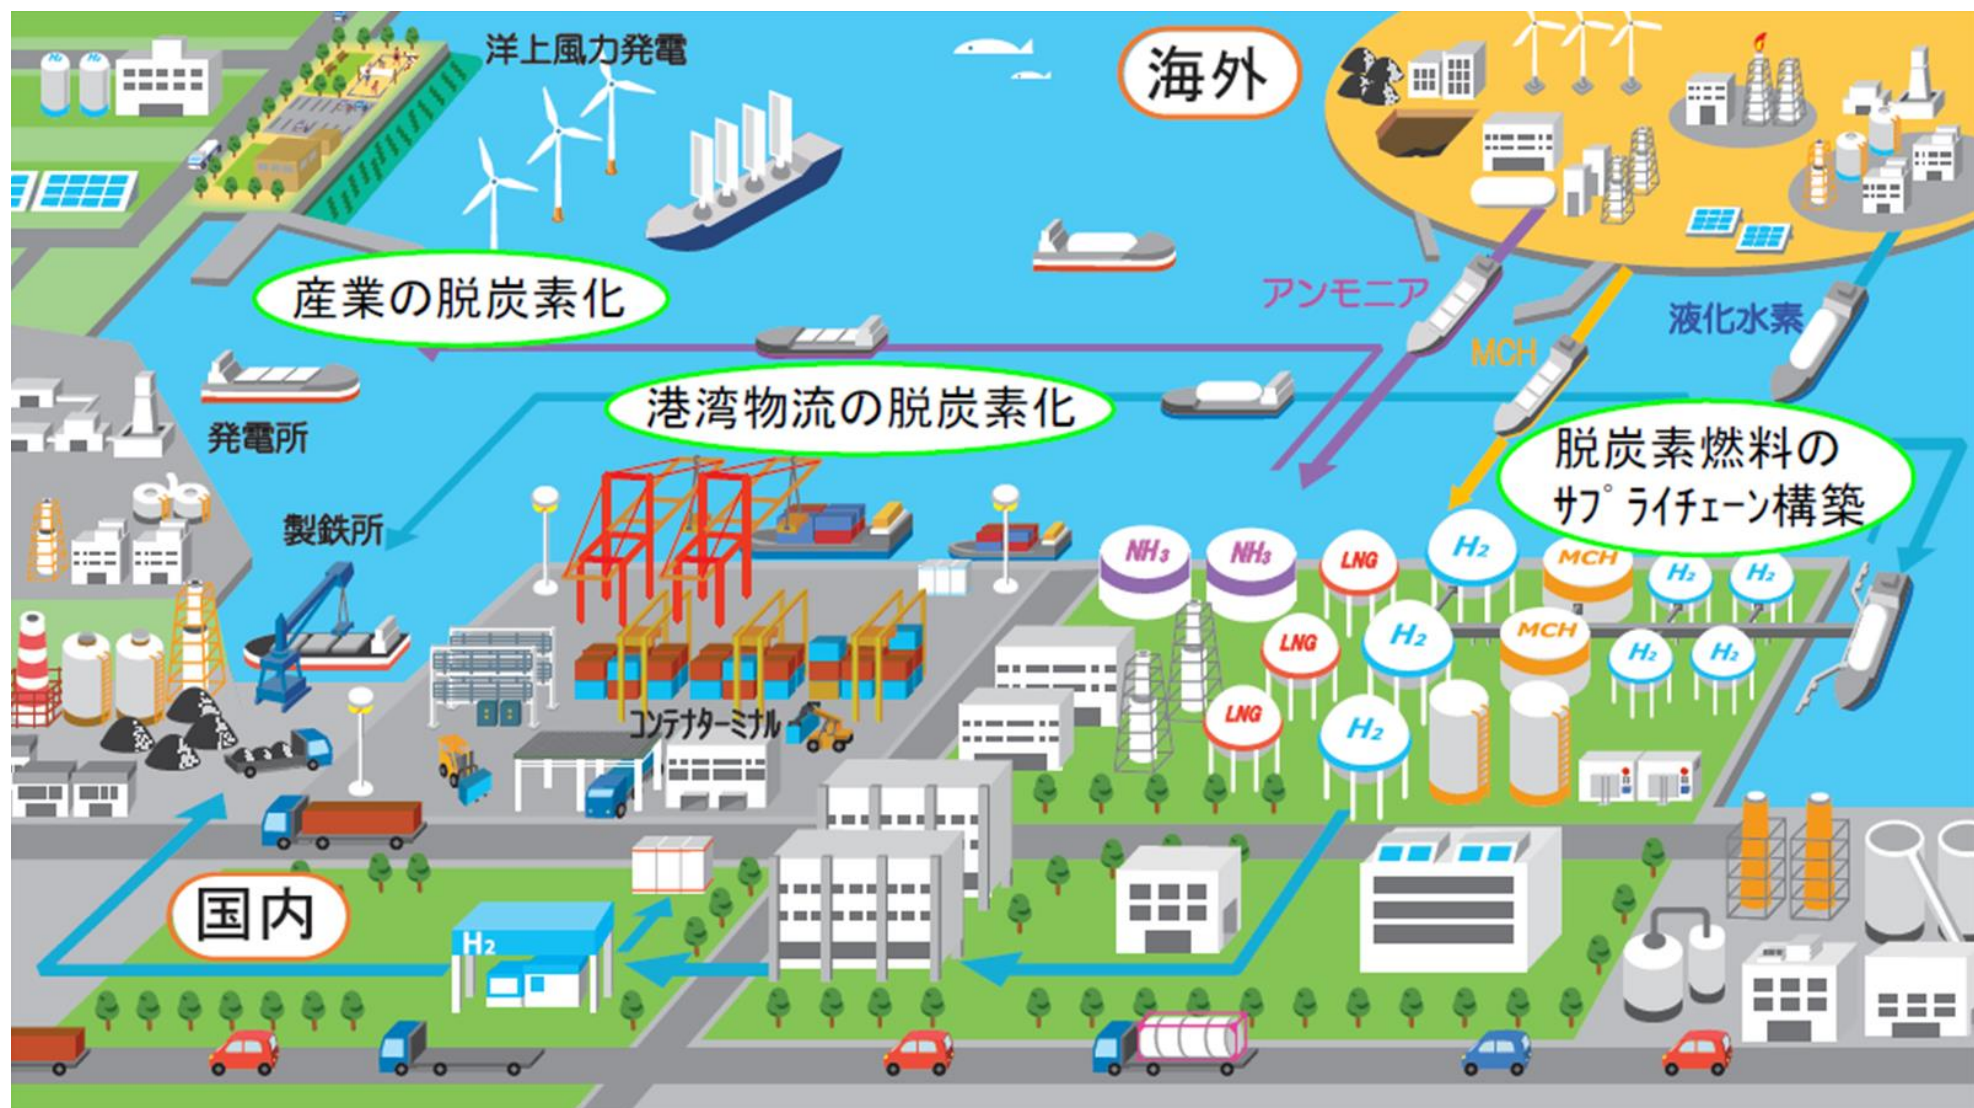 洋上風力発電
海外
H₂ H₂
産業の脱炭素化
アンモニア
液化水素
MCH
港湾物流の脱炭素化
発電所
脱炭素燃料の
ｻﾌﾟﾗｲﾁｪｰﾝ構築
製鉄所
NH₃ NH₃ LNG H₂ MCH H₂ H₂
LNG H₂ MCH H₂ H₂
LNG H₂
ｺﾝﾃﾅﾀｰﾐﾅﾙ
国内
H₂